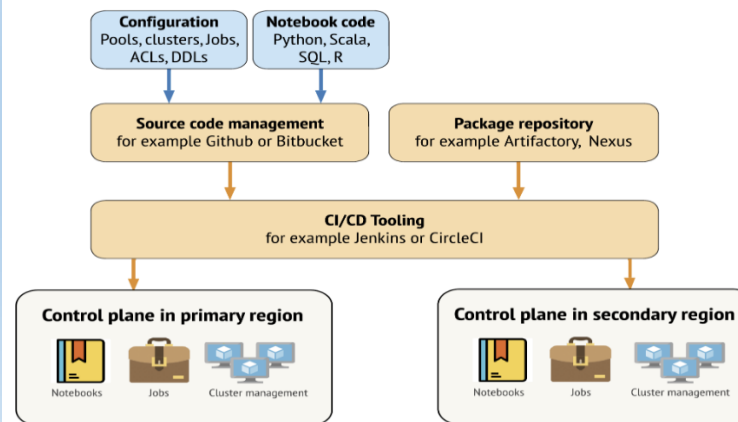 Configuration
Pools, clusters, Jobs,
ACLs, DDLs
Notebook code
Python, Scala,
SQL, R
Source code management
for example Github or Bitbucket
Package repository
for example Artifactory, Nexus
CI/CD Tooling
for example Jenkins or CircleCI
Control plane in primary region
Notebooks
Jobs
Cluster management
Control plane in secondary region
Notebooks
Jobs
Cluster management